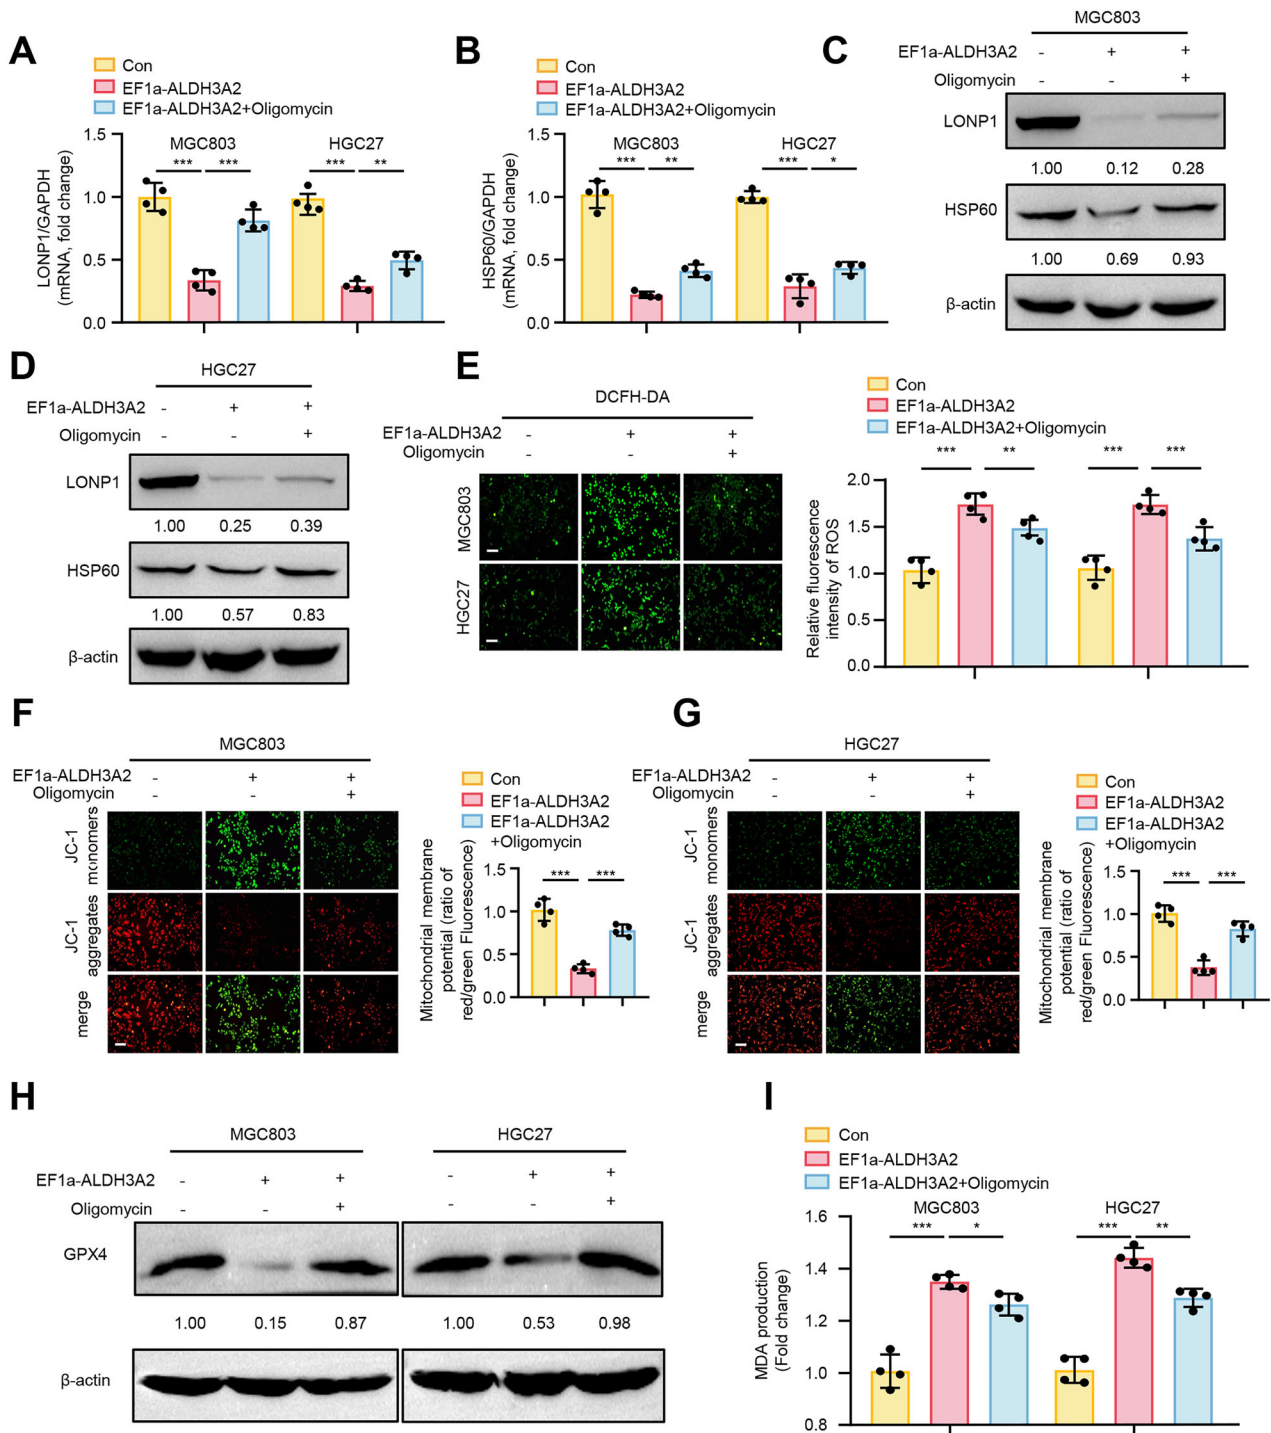 A
Con
EF1a-ALDH3A2
EF1a-ALDH3A2+Oligomycin
MGC803
HGC27
*** *** *** **
LONP1/GAPDH
(mRNA, fold change)
1.5
1.0
0.5
0.0
B
Con
EF1a-ALDH3A2
EF1a-ALDH3A2+Oligomycin
MGC803
HGC27
*** ** *** *
HSP60/GAPDH
(mRNA, fold change)
1.5
1.0
0.5
0.0
C
MGC803
EF1a-ALDH3A2 - + +
Oligomycin - - +
LONP1
1.00 0.12 0.28
HSP60
1.00 0.69 0.93
β-actin
D
HGC27
EF1a-ALDH3A2 - + +
Oligomycin - - +
LONP1
1.00 0.25 0.39
HSP60
1.00 0.57 0.83
β-actin
E
DCFH-DA
EF1a-ALDH3A2 - + +
Oligomycin - - +
MGC803
HGC27
Con
EF1a-ALDH3A2
EF1a-ALDH3A2+Oligomycin
*** ** *** ***
Relative fluorescence
intensity of ROS
2.0
1.5
1.0
0.5
0.0
F
MGC803
EF1a-ALDH3A2 - + +
Oligomycin - - +
JC-1
monomers
JC-1
aggregates
merge
Con
EF1a-ALDH3A2
EF1a-ALDH3A2
+Oligomycin
*** ***
Mitochondrial membrane
potential (ratio of
red/green Fluorescence)
1.5
1.0
0.5
0.0
G
HGC27
EF1a-ALDH3A2 - + +
Oligomycin - - +
JC-1
monomers
JC-1
aggregates
merge
Con
EF1a-ALDH3A2
EF1a-ALDH3A2
+Oligomycin
*** ***
Mitochondrial membrane
potential (ratio of
red/green Fluorescence)
1.5
1.0
0.5
0.0
H
MGC803 HGC27
EF1a-ALDH3A2 - + + - + +
Oligomycin - - + - - +
GPX4
1.00 0.15 0.87 1.00 0.53 0.98
β-actin
I
Con
EF1a-ALDH3A2
EF1a-ALDH3A2+Oligomycin
MGC803
HGC27
*** * *** **
MDA production
(Fold change)
1.6
1.4
1.2
1.0
0.8